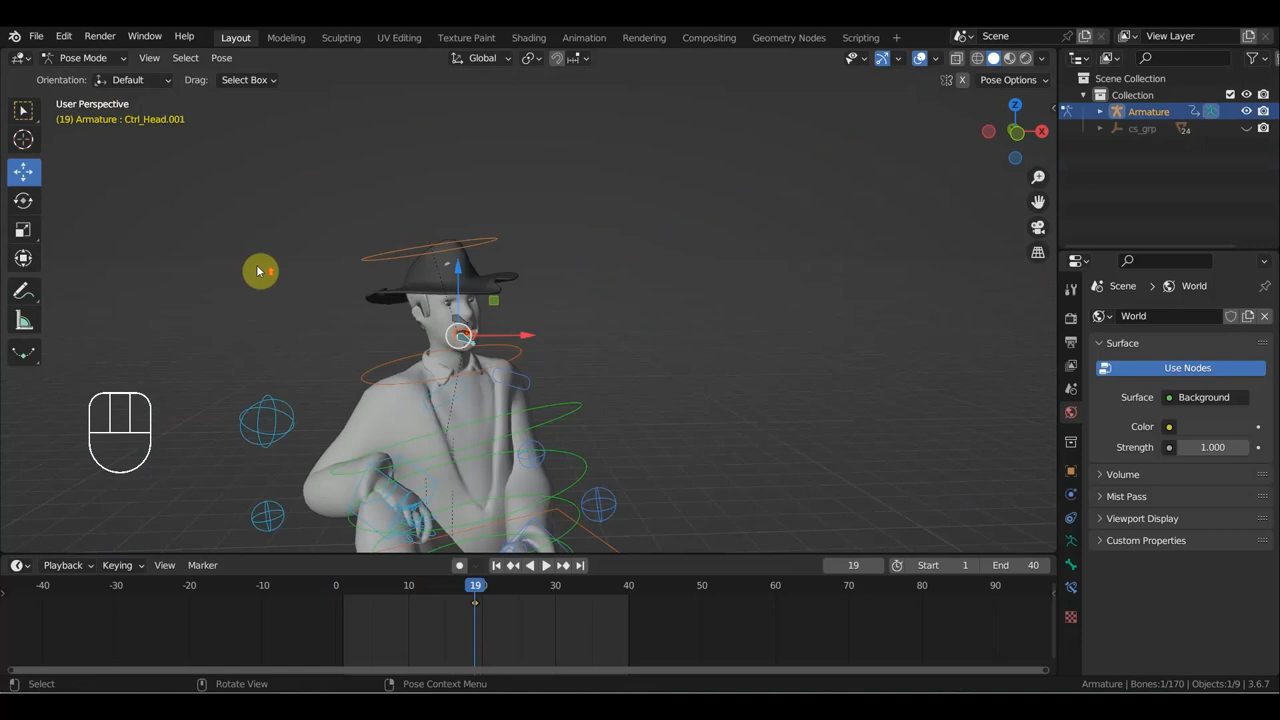 File Edit Render Window Help Layout Modeling Sculpting UV Editing Texture Paint Shading Animation Rendering Compositing Geometry Nodes Scripting + Scene View Layer
Pose Mode View Select Pose Global
Orientation: Default Drag: Select Box X Pose Options
User Perspective
(19) Armature : Ctrl_Head.001
Z
X
Scene Collection
Collection
Armature
cs_grp 24
Scene World
World
Surface
Use Nodes
Surface Background
Color
Strength 1.000
Volume
Mist Pass
Viewport Display
Custom Properties
Playback Keying View Marker 19 Start 1 End 40
-40 -30 -20 -10 0 10 19 30 40 50 60 70 80 90
Select Rotate View Pose Context Menu Armature | Bones:1/170 | Objects:1/9 | 3.6.7